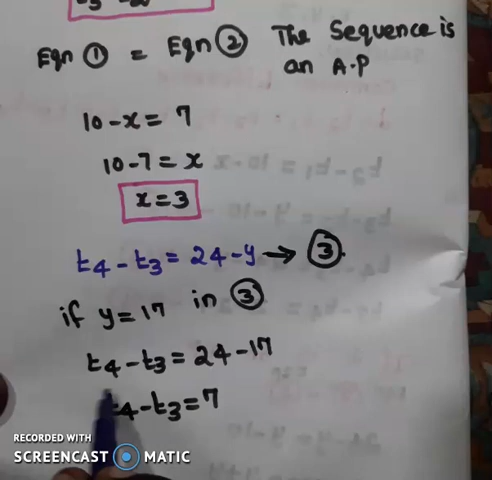 Eqn ① = Eqn ② The Sequence is
an A.P
10-x = 7
10-7 = x
x = 3
t4 - t3 = 24-y → ③
if y = 17 in ③
t4 - t3 = 24-17
t4 - t3 = 7
RECORDED WITH
SCREENCAST MATIC